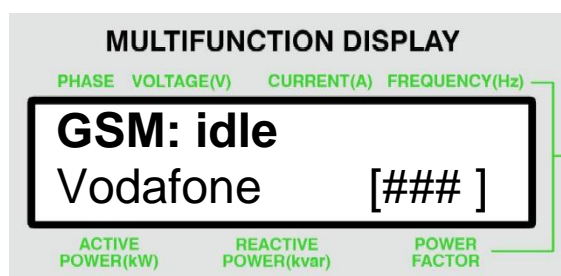 MULTIFUNCTION DISPLAY
PHASE VOLTAGE(V) CURRENT(A) FREQUENCY(Hz)
GSM: idle
Vodafone [### ]
ACTIVE POWER(kW) REACTIVE POWER(kvar) POWER FACTOR